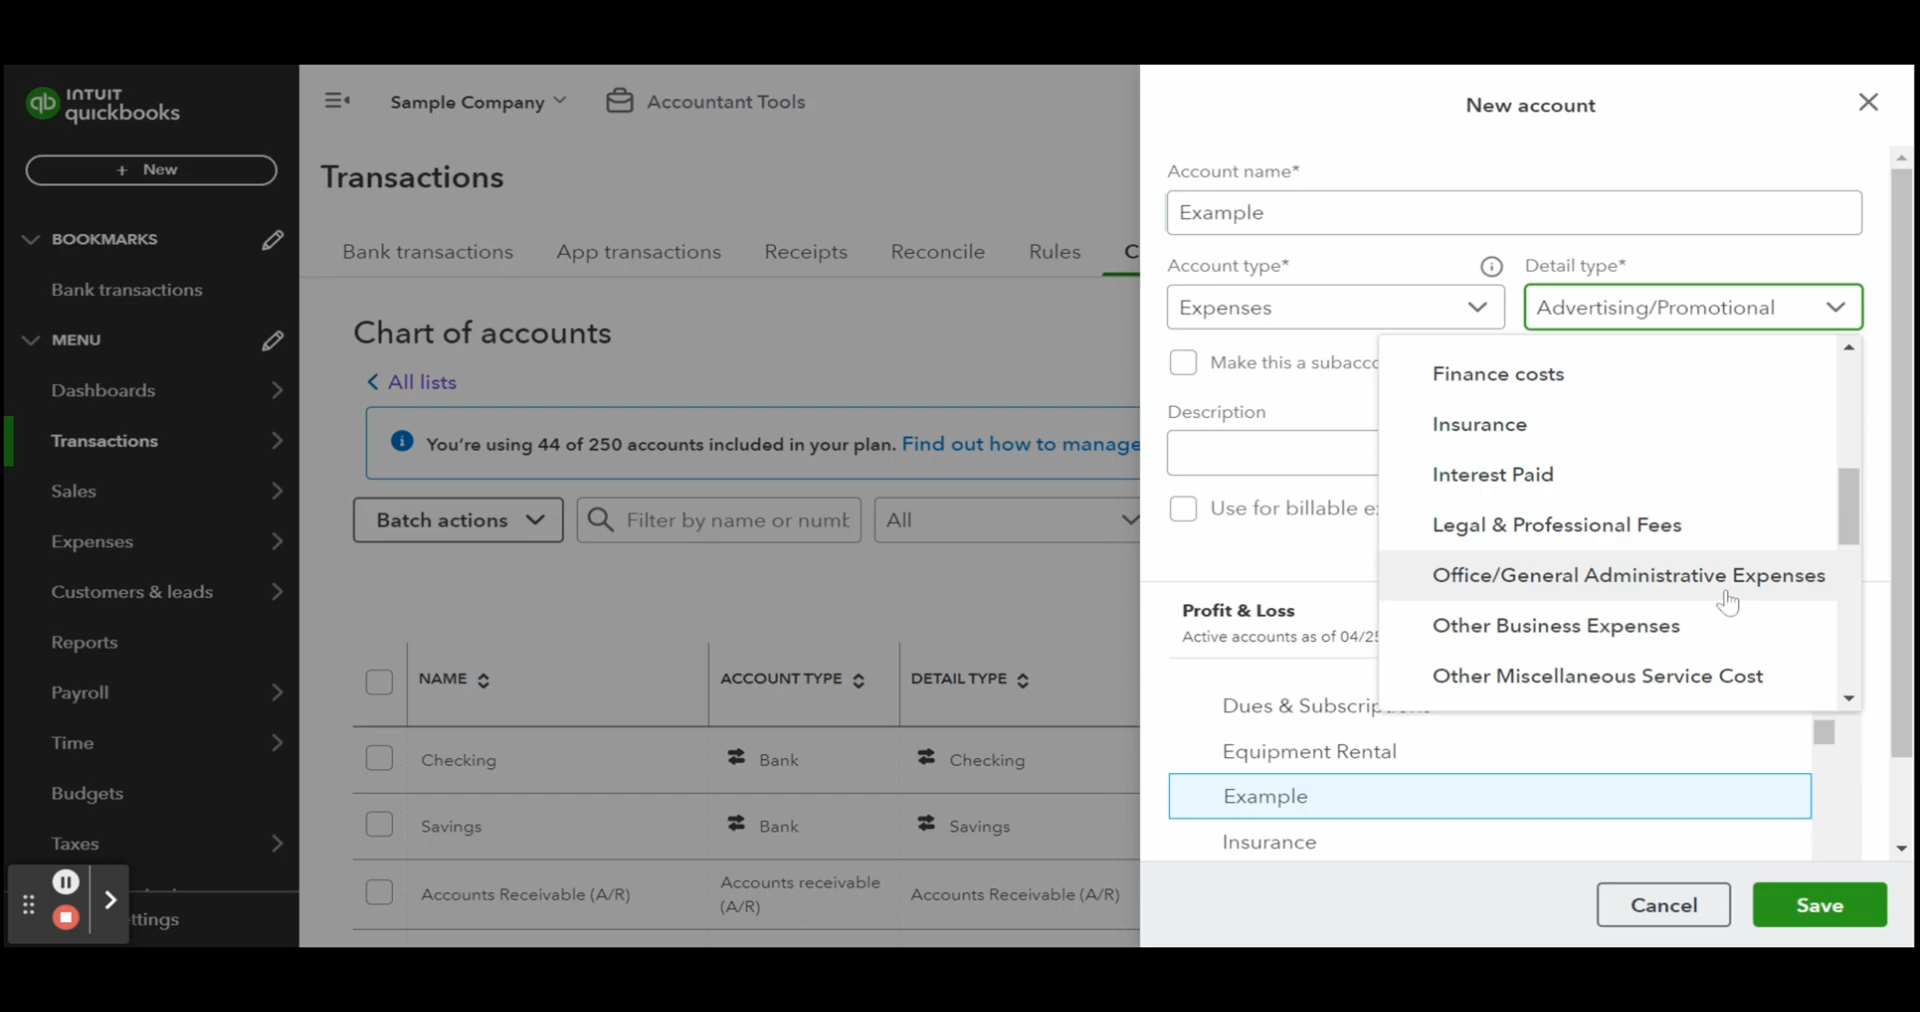 INTUIT
quickbooks
+ New
BOOKMARKS
Bank transactions
MENU
Dashboards
Transactions
Sales
Expenses
Customers & leads
Reports
Payroll
Time
Budgets
Taxes
ttings
Sample Company
Accountant Tools
Transactions
Bank transactions App transactions Receipts Reconcile Rules C
Chart of accounts
All lists
You're using 44 of 250 accounts included in your plan. Find out how to manage
Batch actions
Filter by name or numb
All
NAME ACCOUNT TYPE DETAIL TYPE
Checking Bank Checking
Savings Bank Savings
Accounts Receivable (A/R) Accounts receivable (A/R) Accounts Receivable (A/R)
New account
Account name*
Example
Account type* Detail type*
Expenses Advertising/Promotional
Make this a subacco
Description
Use for billable e
Finance costs
Insurance
Interest Paid
Legal & Professional Fees
Office/General Administrative Expenses
Other Business Expenses
Other Miscellaneous Service Cost
Profit & Loss
Active accounts as of 04/25
Dues & Subscriptions
Equipment Rental
Example
Insurance
Cancel Save